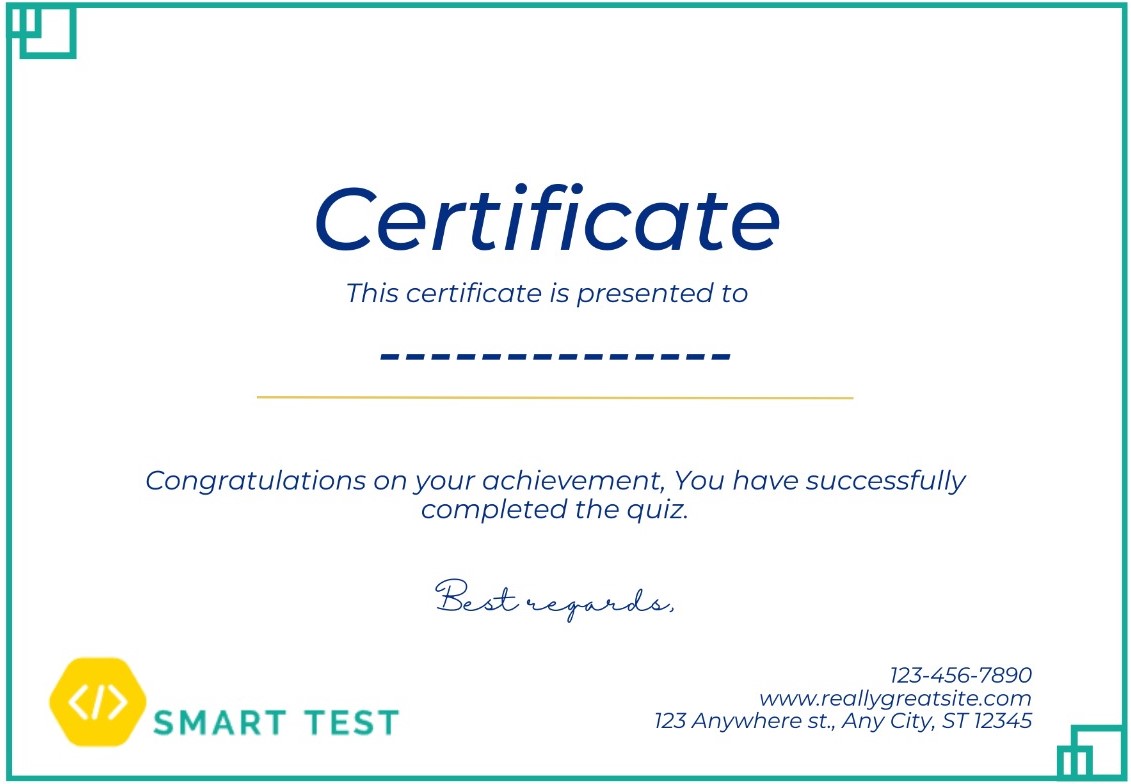 Certificate
This certificate is presented to
--------------
Congratulations on your achievement, You have successfully
completed the quiz.
Best regards,
</> SMART TEST
123-456-7890
www.reallygreatsite.com
123 Anywhere st., Any City, ST 12345